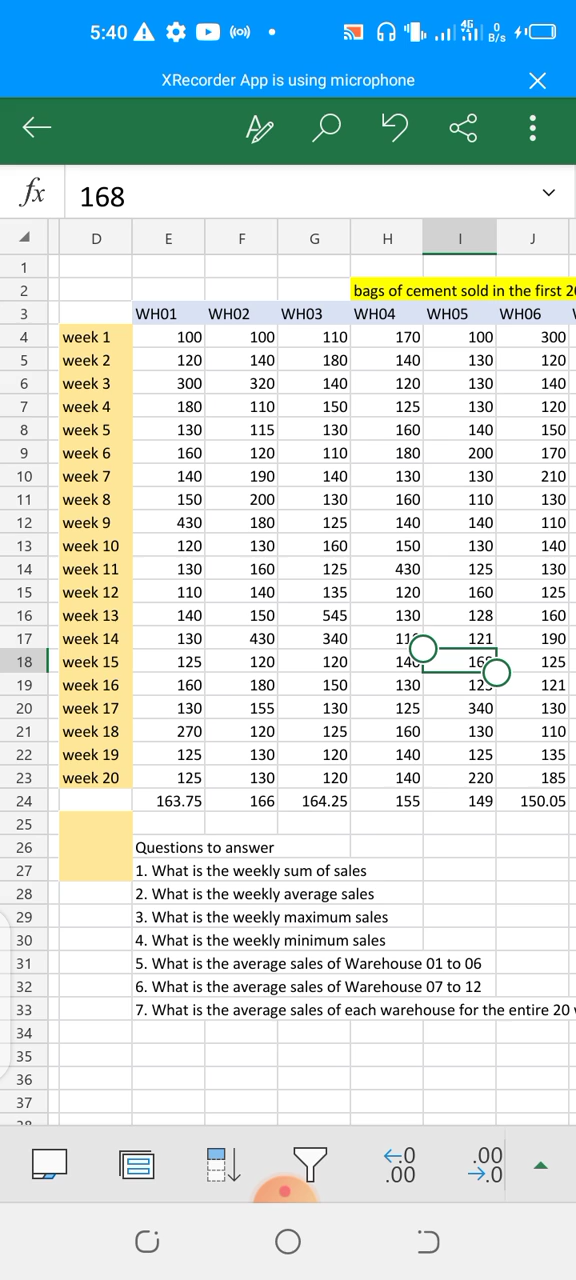 5:40 4G 0 B/s
XRecorder App is using microphone
fx 168
D E F G H I J
1
2 bags of cement sold in the first 2
3 WH01 WH02 WH03 WH04 WH05 WH06
4 week 1 100 100 110 170 100 300
5 week 2 120 140 180 140 130 120
6 week 3 300 320 140 120 130 140
7 week 4 180 110 150 125 130 120
8 week 5 130 115 130 160 140 150
9 week 6 160 120 110 180 200 170
10 week 7 140 190 140 130 130 210
11 week 8 150 200 130 160 110 130
12 week 9 430 180 125 140 140 110
13 week 10 120 130 160 150 130 140
14 week 11 130 160 125 430 125 130
15 week 12 110 140 135 120 160 125
16 week 13 140 150 545 130 128 160
17 week 14 130 430 340 121 190
18 week 15 125 120 120 168 125
19 week 16 160 180 150 130 121
20 week 17 130 155 130 125 340 130
21 week 18 270 120 125 160 130 110
22 week 19 125 130 120 140 125 135
23 week 20 125 130 120 140 220 185
24 163.75 166 164.25 155 149 150.05
25
26 Questions to answer
27 1. What is the weekly sum of sales
28 2. What is the weekly average sales
29 3. What is the weekly maximum sales
30 4. What is the weekly minimum sales
31 5. What is the average sales of Warehouse 01 to 06
32 6. What is the average sales of Warehouse 07 to 12
33 7. What is the average sales of each warehouse for the entire 20
34
35
36
37
←.0 .00 .00 →.0